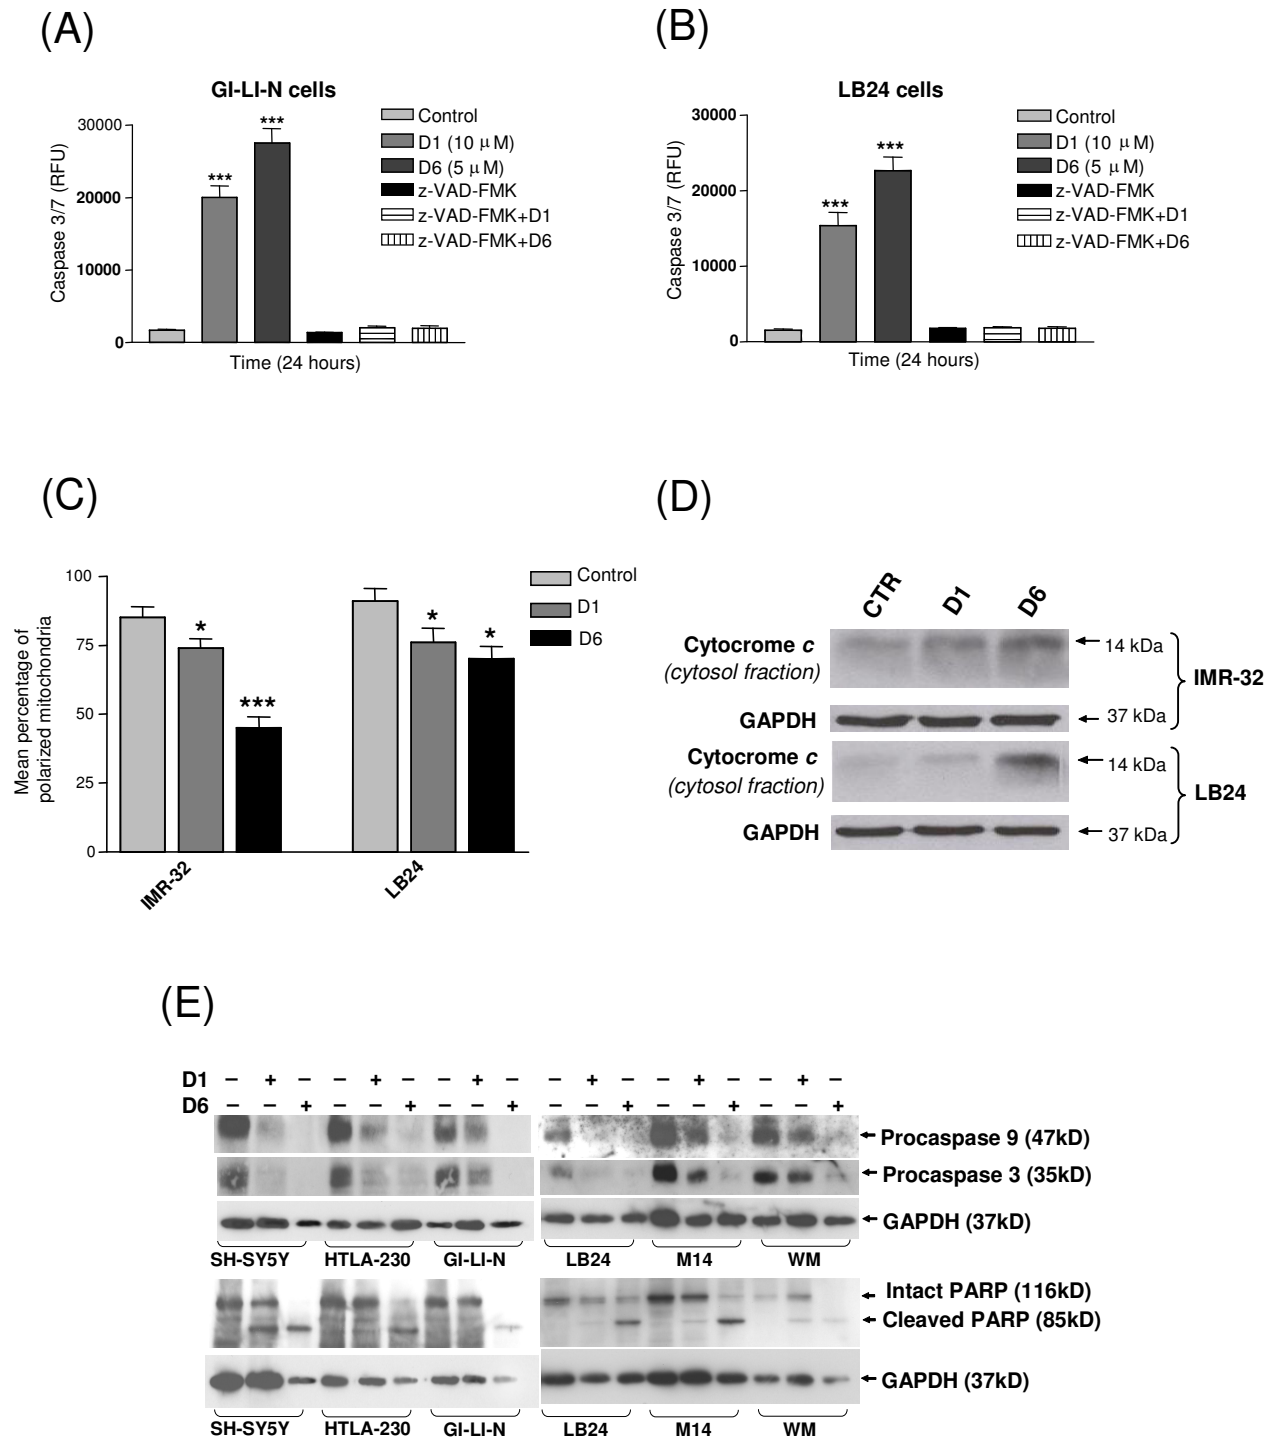 (A)
GI-LI-N cells
Caspase 3/7 (RFU)
30000
20000
10000
0
***
***
Control
D1 (10 μM)
D6 (5 μM)
z-VAD-FMK
z-VAD-FMK+D1
z-VAD-FMK+D6
Time (24 hours)
(B)
LB24 cells
Caspase 3/7 (RFU)
30000
20000
10000
0
***
***
Control
D1 (10 μM)
D6 (5 μM)
z-VAD-FMK
z-VAD-FMK+D1
z-VAD-FMK+D6
Time (24 hours)
(C)
Mean percentage of
polarized mitochondria
100
75
50
25
0
*
***
*
*
Control
D1
D6
IMR-32
LB24
(D)
CTR D1 D6
Cytocrome c
(cytosol fraction)
14 kDa
IMR-32
GAPDH
37 kDa
Cytocrome c
(cytosol fraction)
14 kDa
LB24
GAPDH
37 kDa
(E)
D1 − + − − + − − + − − + − − + − − + −
D6 − − + − − + − − + − − + − − + − − +
Procaspase 9 (47kD)
Procaspase 3 (35kD)
GAPDH (37kD)
SH-SY5Y HTLA-230 GI-LI-N LB24 M14 WM
Intact PARP (116kD)
Cleaved PARP (85kD)
GAPDH (37kD)
SH-SY5Y HTLA-230 GI-LI-N LB24 M14 WM